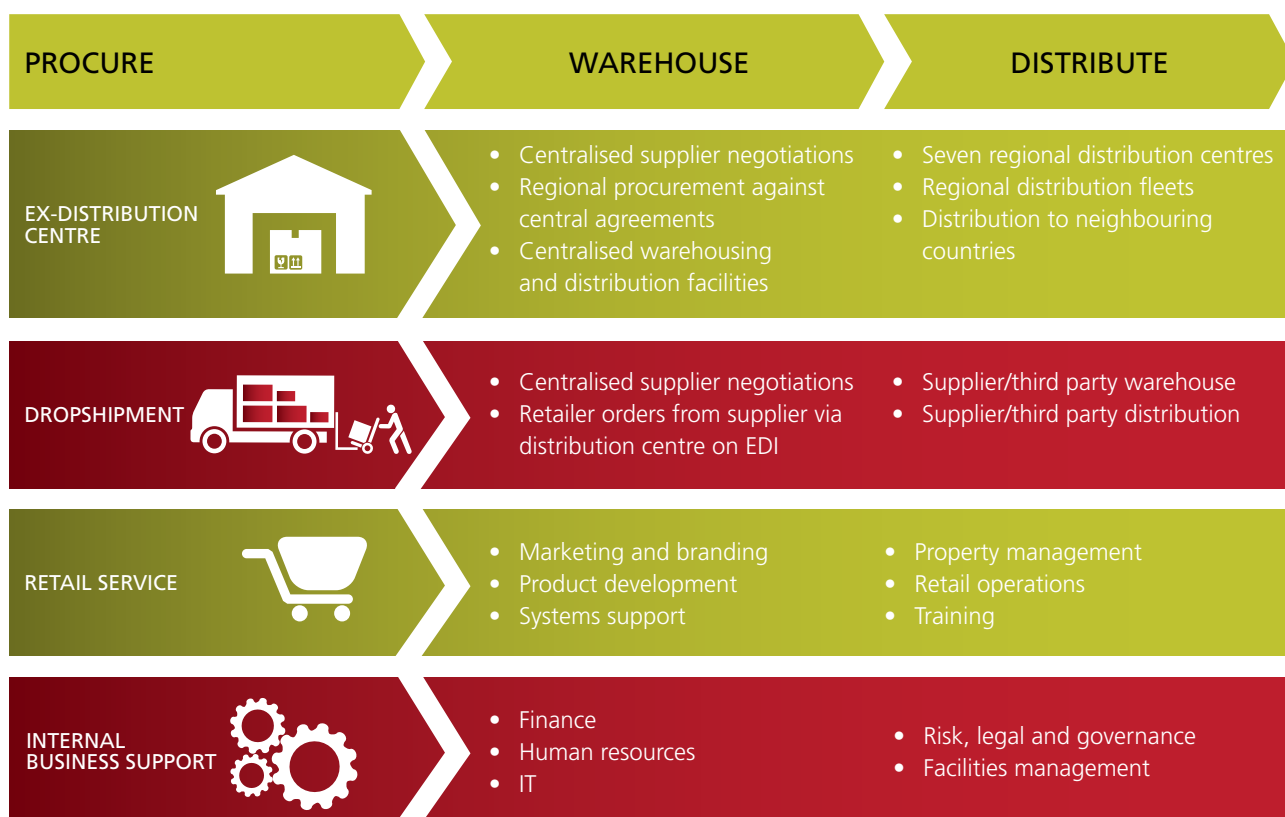 PROCURE
WAREHOUSE
DISTRIBUTE
EX-DISTRIBUTION
CENTRE
• Centralised supplier negotiations
• Regional procurement against
central agreements
• Centralised warehousing
and distribution facilities
• Seven regional distribution centres
• Regional distribution fleets
• Distribution to neighbouring
countries
DROPSHIPMENT
• Centralised supplier negotiations
• Retailer orders from supplier via
distribution centre on EDI
• Supplier/third party warehouse
• Supplier/third party distribution
RETAIL SERVICE
• Marketing and branding
• Product development
• Systems support
• Property management
• Retail operations
• Training
INTERNAL
BUSINESS SUPPORT
• Finance
• Human resources
• IT
• Risk, legal and governance
• Facilities management